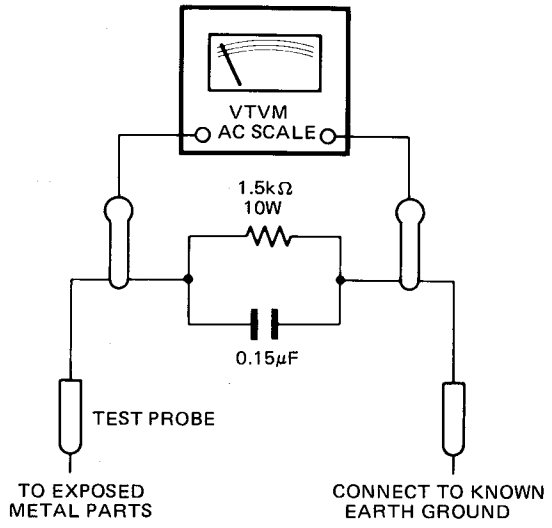 VTVM
AC SCALE
1.5kΩ
10W
0.15μF
TEST PROBE
TO EXPOSED
METAL PARTS
CONNECT TO KNOWN
EARTH GROUND